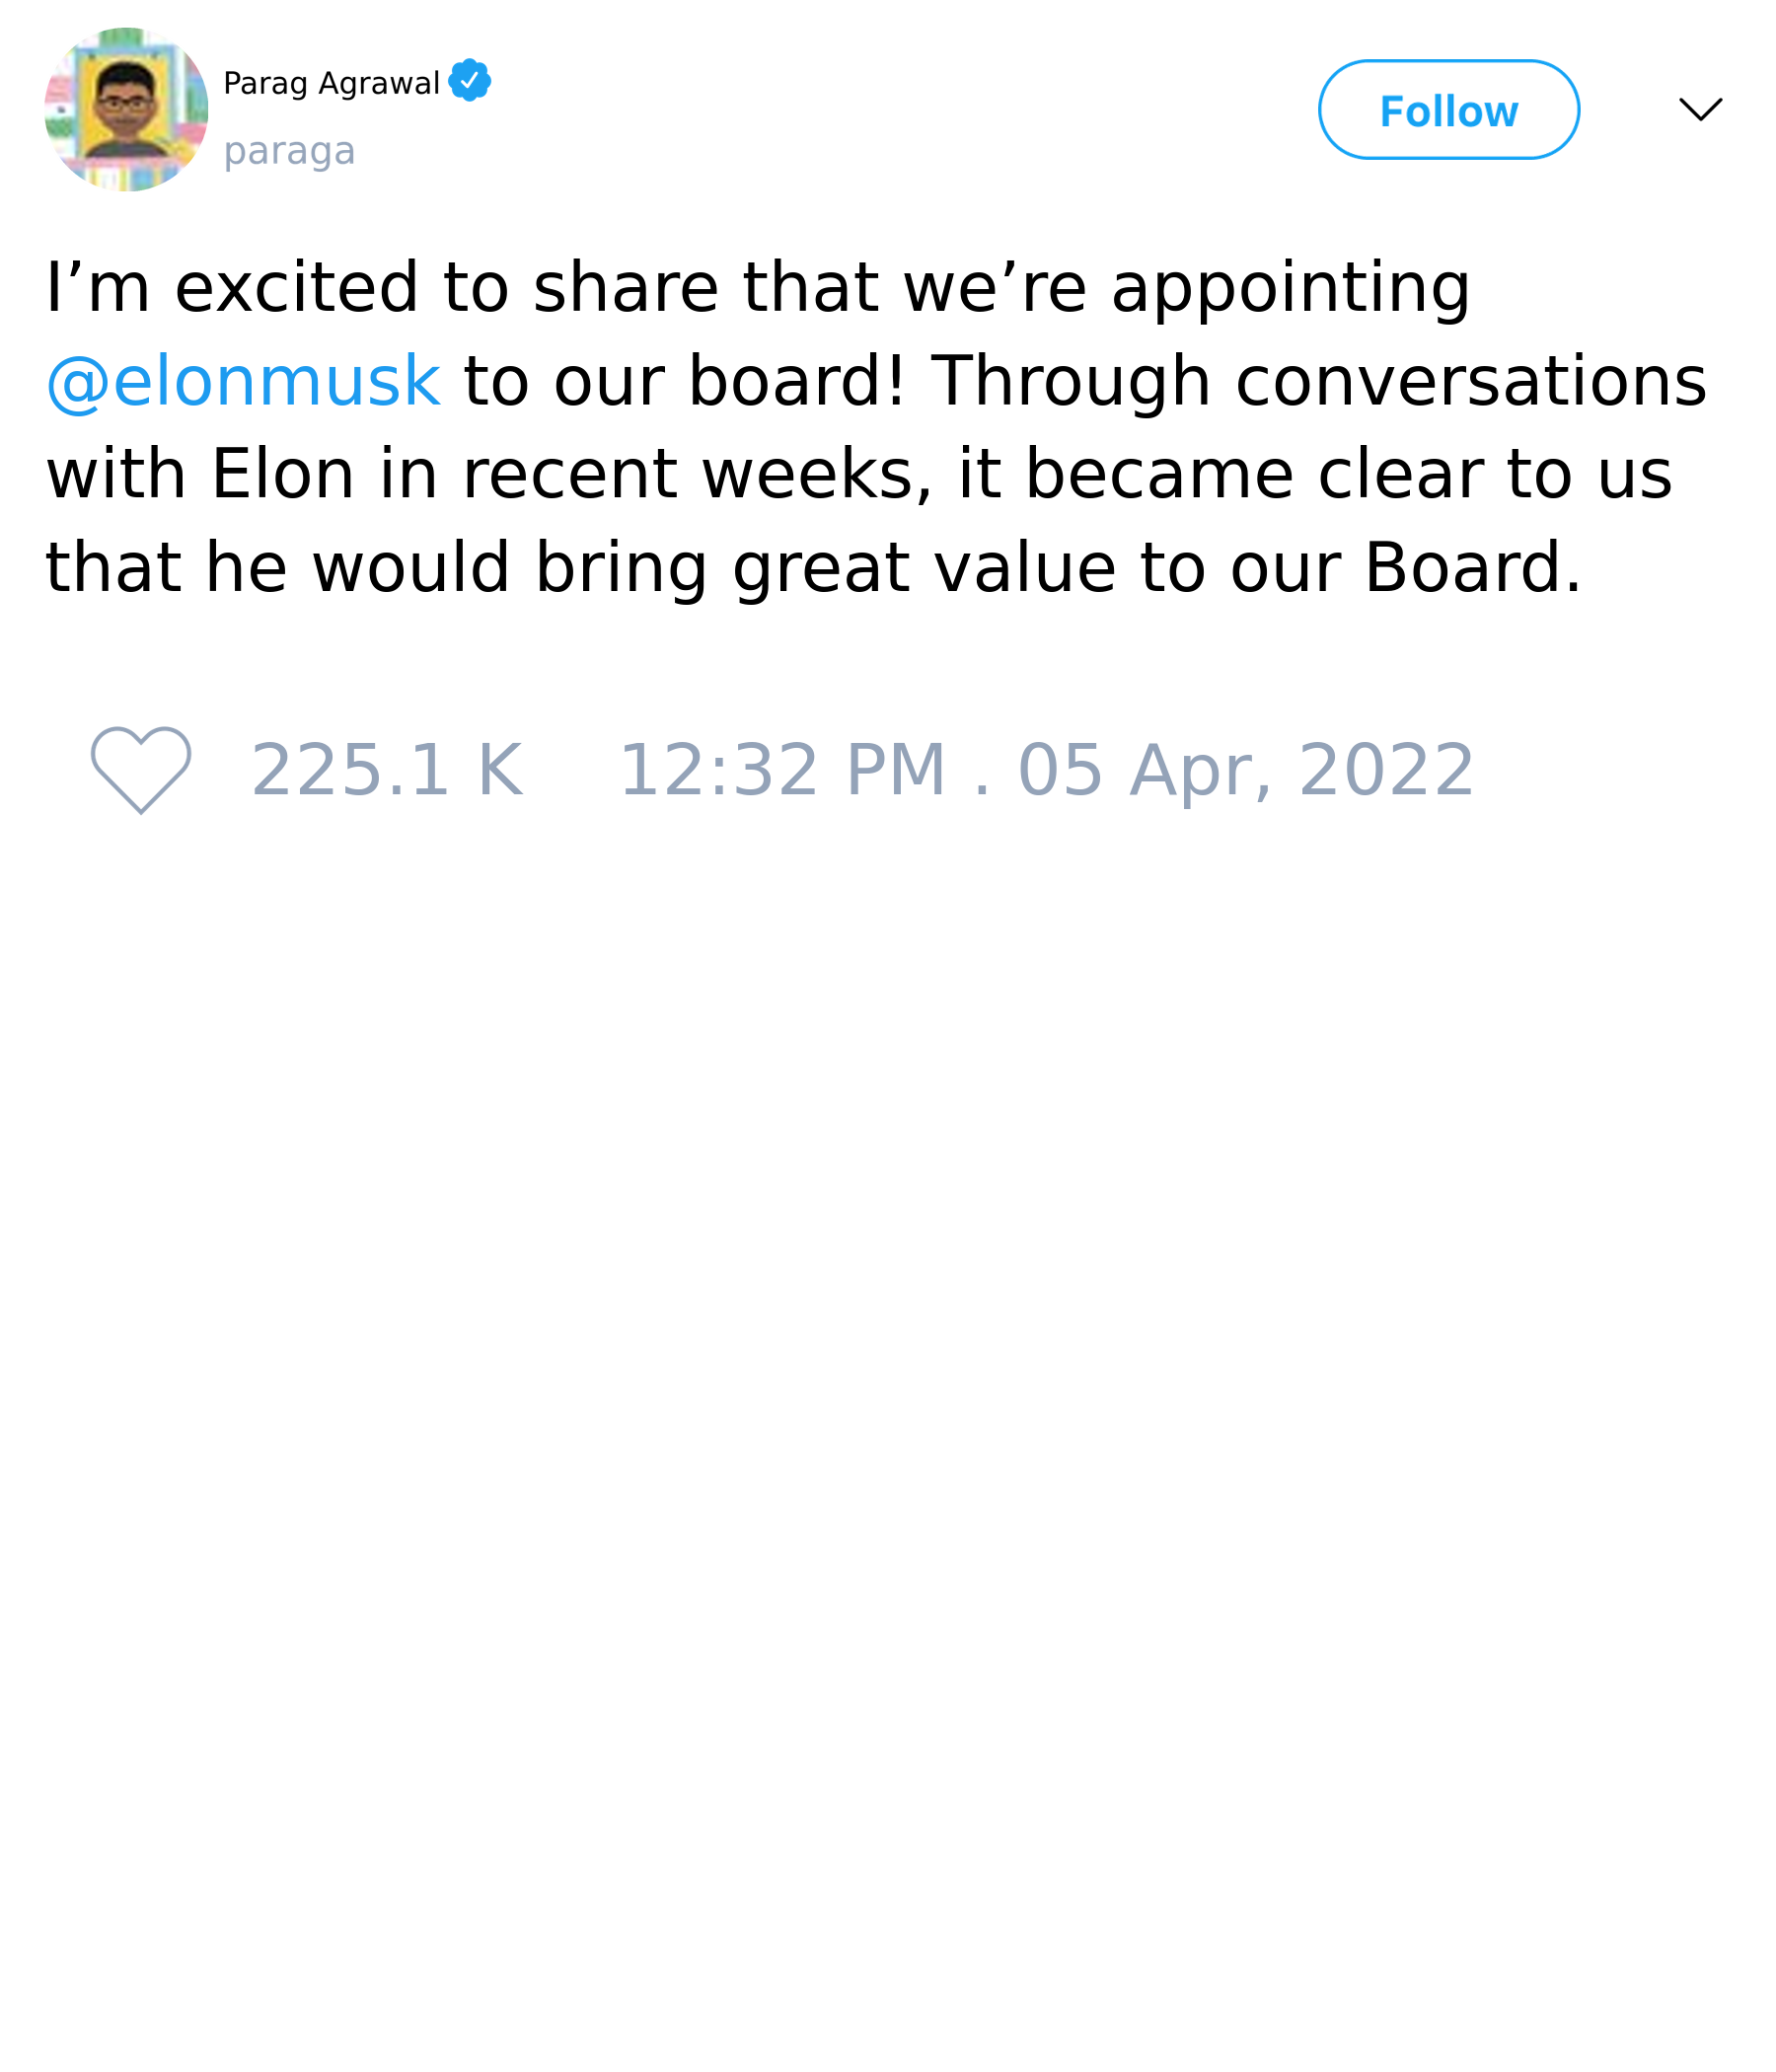 Parag Agrawal
paraga
Follow
I’m excited to share that we’re appointing
@elonmusk to our board! Through conversations
with Elon in recent weeks, it became clear to us
that he would bring great value to our Board.
225.1 K 12:32 PM . 05 Apr, 2022